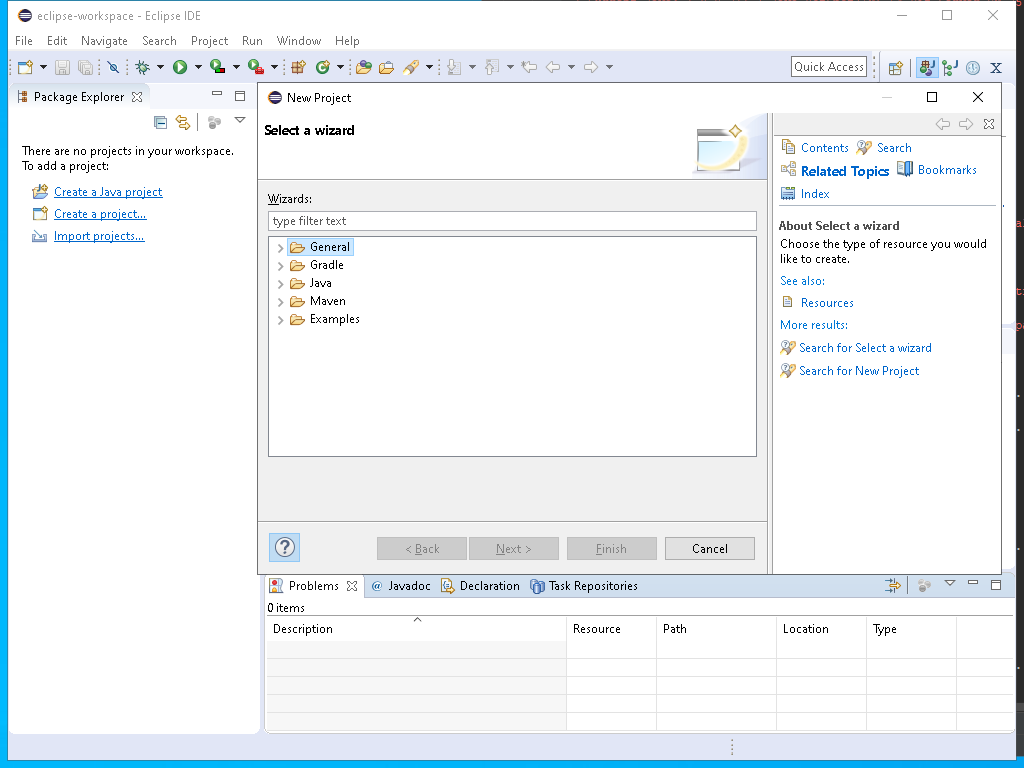 eclipse-workspace - Eclipse IDE
File Edit Navigate Search Project Run Window Help
Quick Access
Package Explorer
There are no projects in your workspace.
To add a project:
Create a Java project
Create a project...
Import projects...
New Project
Select a wizard
Wizards:
type filter text
General
Gradle
Java
Maven
Examples
< Back Next > Finish Cancel
Contents Search
Related Topics Bookmarks
Index
About Select a wizard
Choose the type of resource you would
like to create.
See also:
Resources
More results:
Search for Select a wizard
Search for New Project
Problems @ Javadoc Declaration Task Repositories
0 items
Description Resource Path Location Type